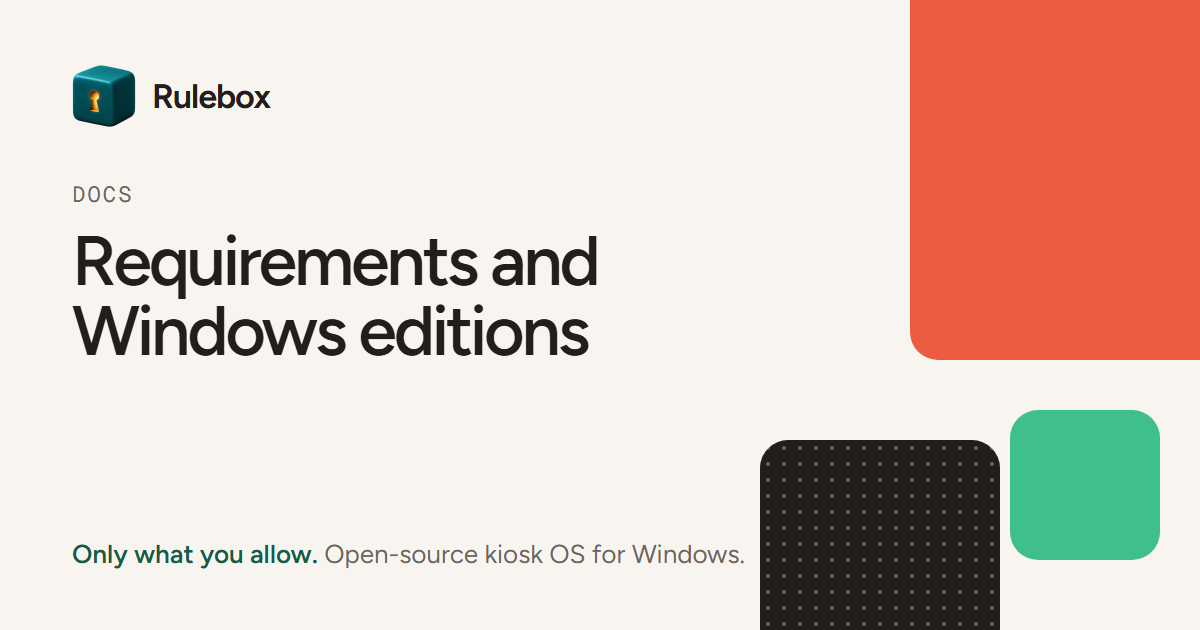 Rulebox
DOCS
Requirements and
Windows editions
Only what you allow. Open-source kiosk OS for Windows.